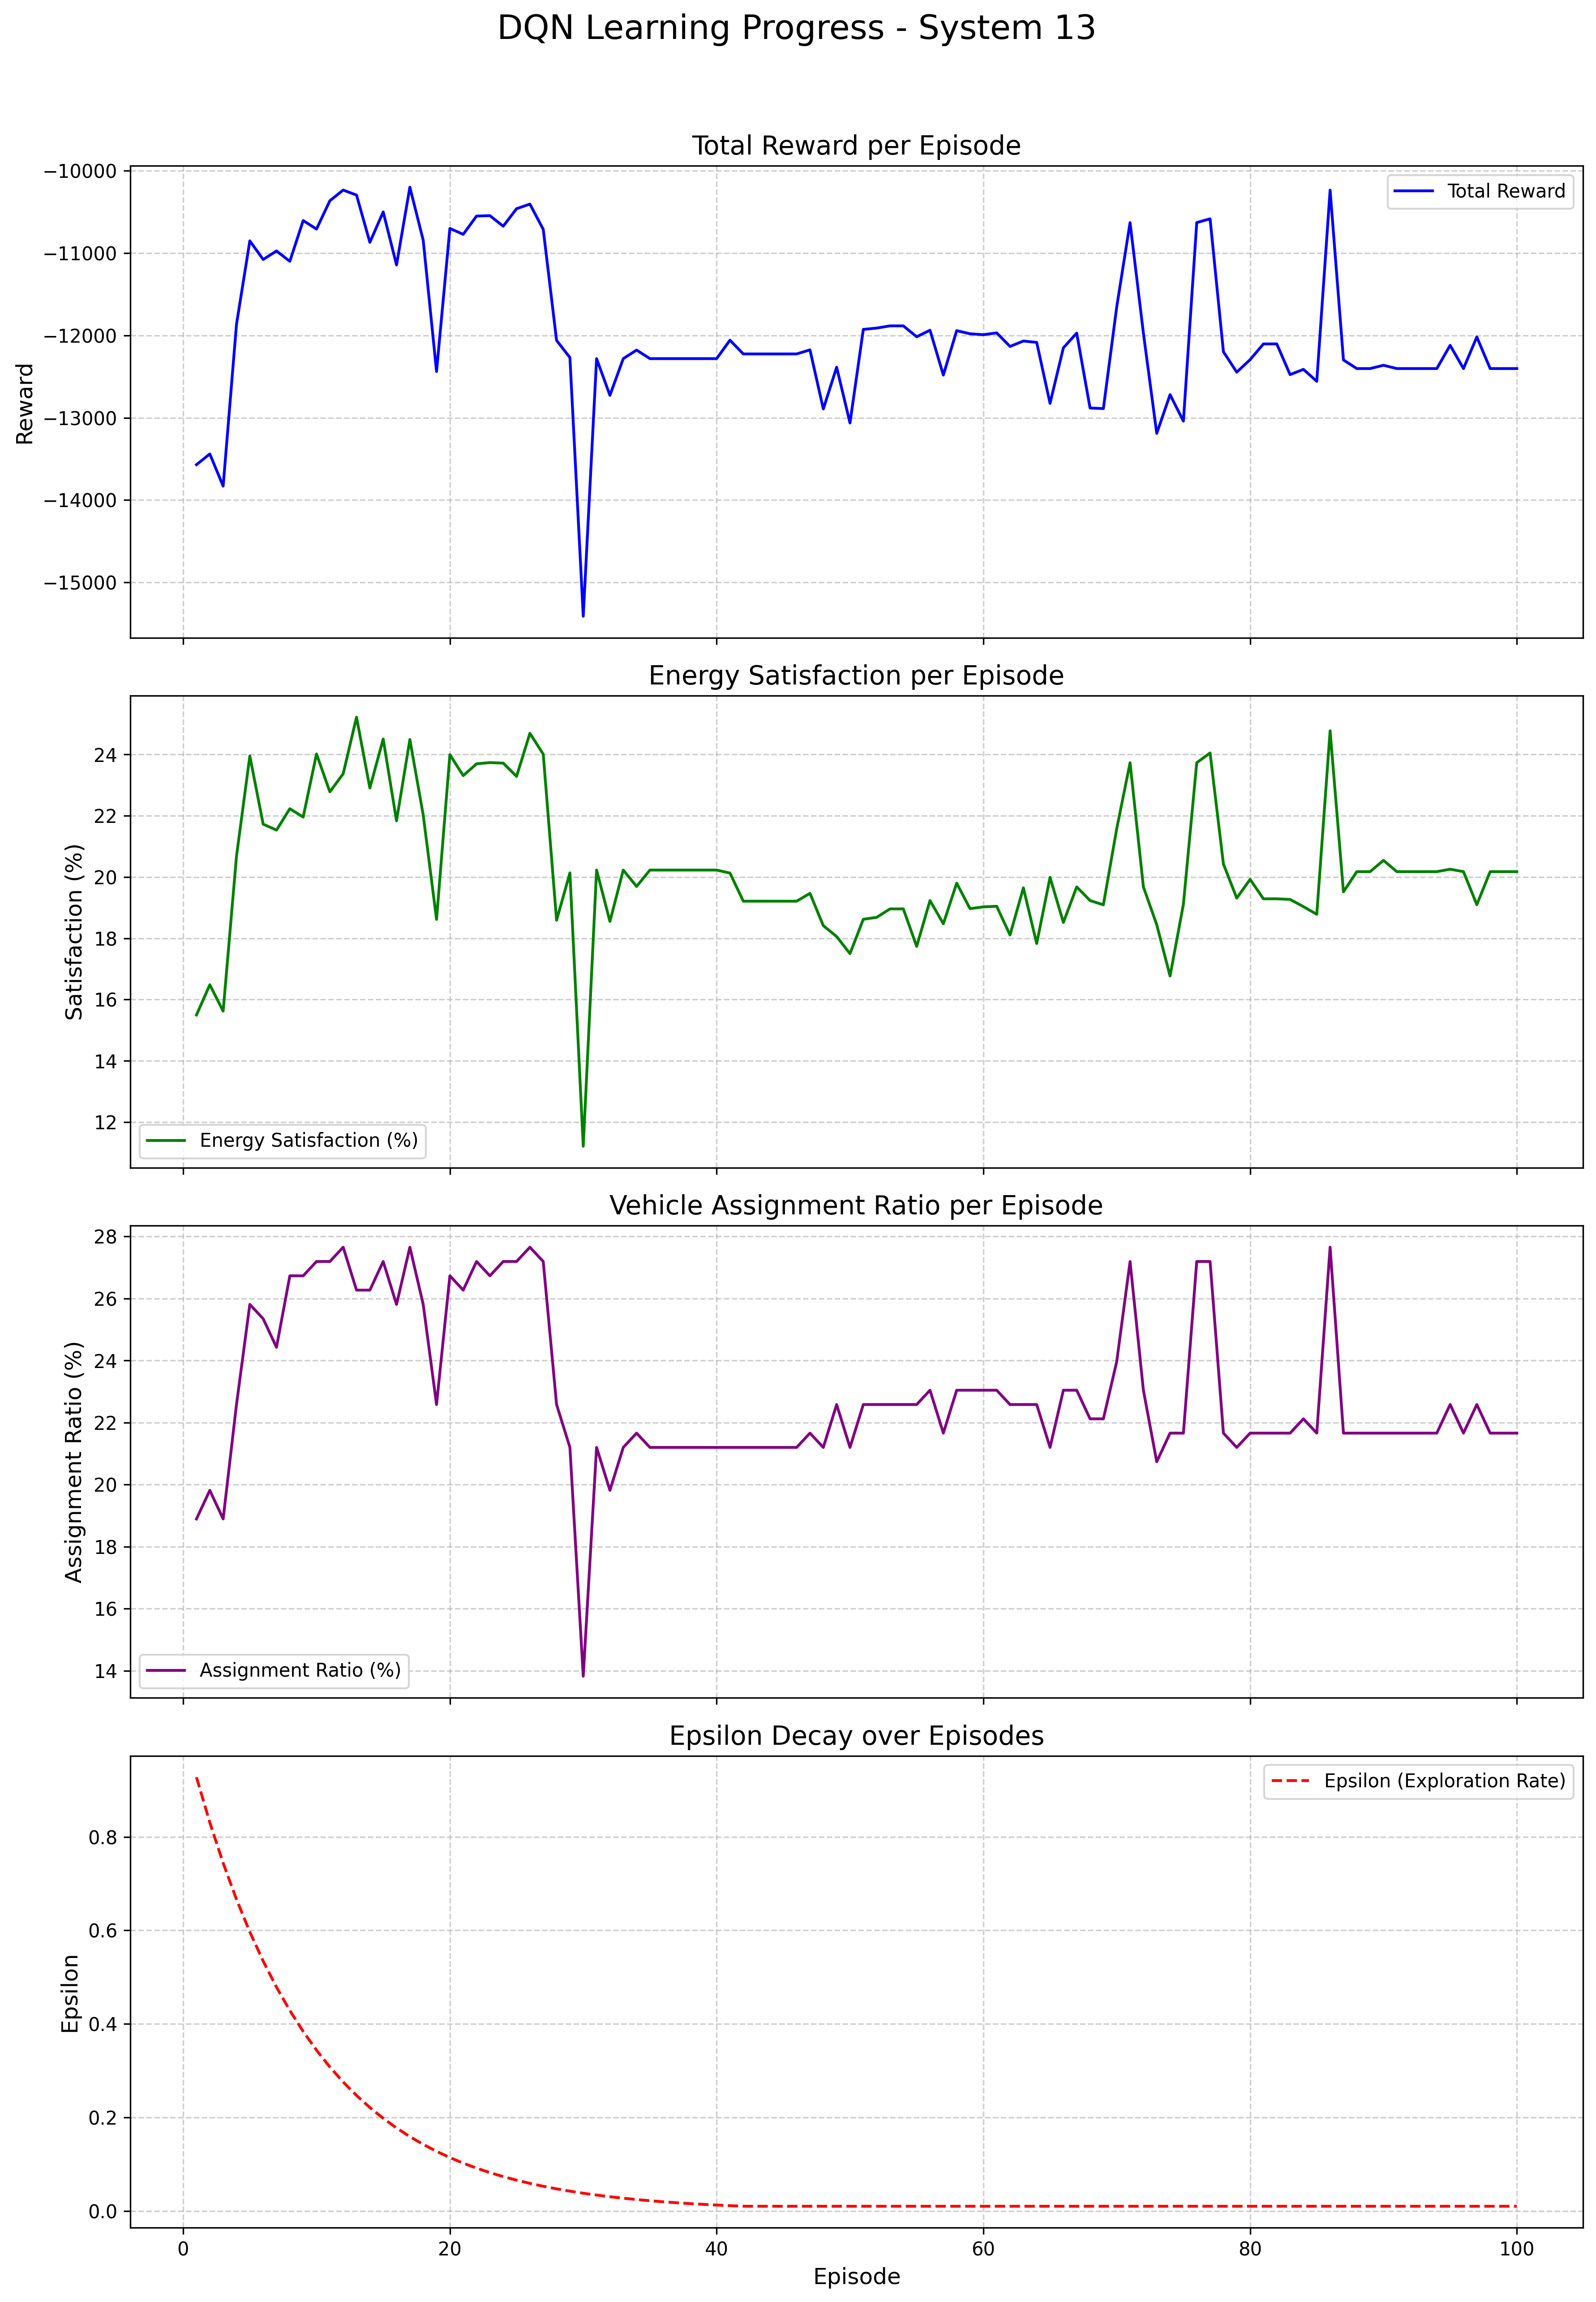 DQN Learning Progress - System 13
Total Reward per Episode
−10000
−11000
−12000
−13000
−14000
−15000
Reward
Total Reward
Energy Satisfaction per Episode
24
22
20
18
16
14
12
Satisfaction (%)
Energy Satisfaction (%)
Vehicle Assignment Ratio per Episode
28
26
24
22
20
18
16
14
Assignment Ratio (%)
Assignment Ratio (%)
Epsilon Decay over Episodes
0.8
0.6
0.4
0.2
0.0
Epsilon
Epsilon (Exploration Rate)
0 20 40 60 80 100
Episode